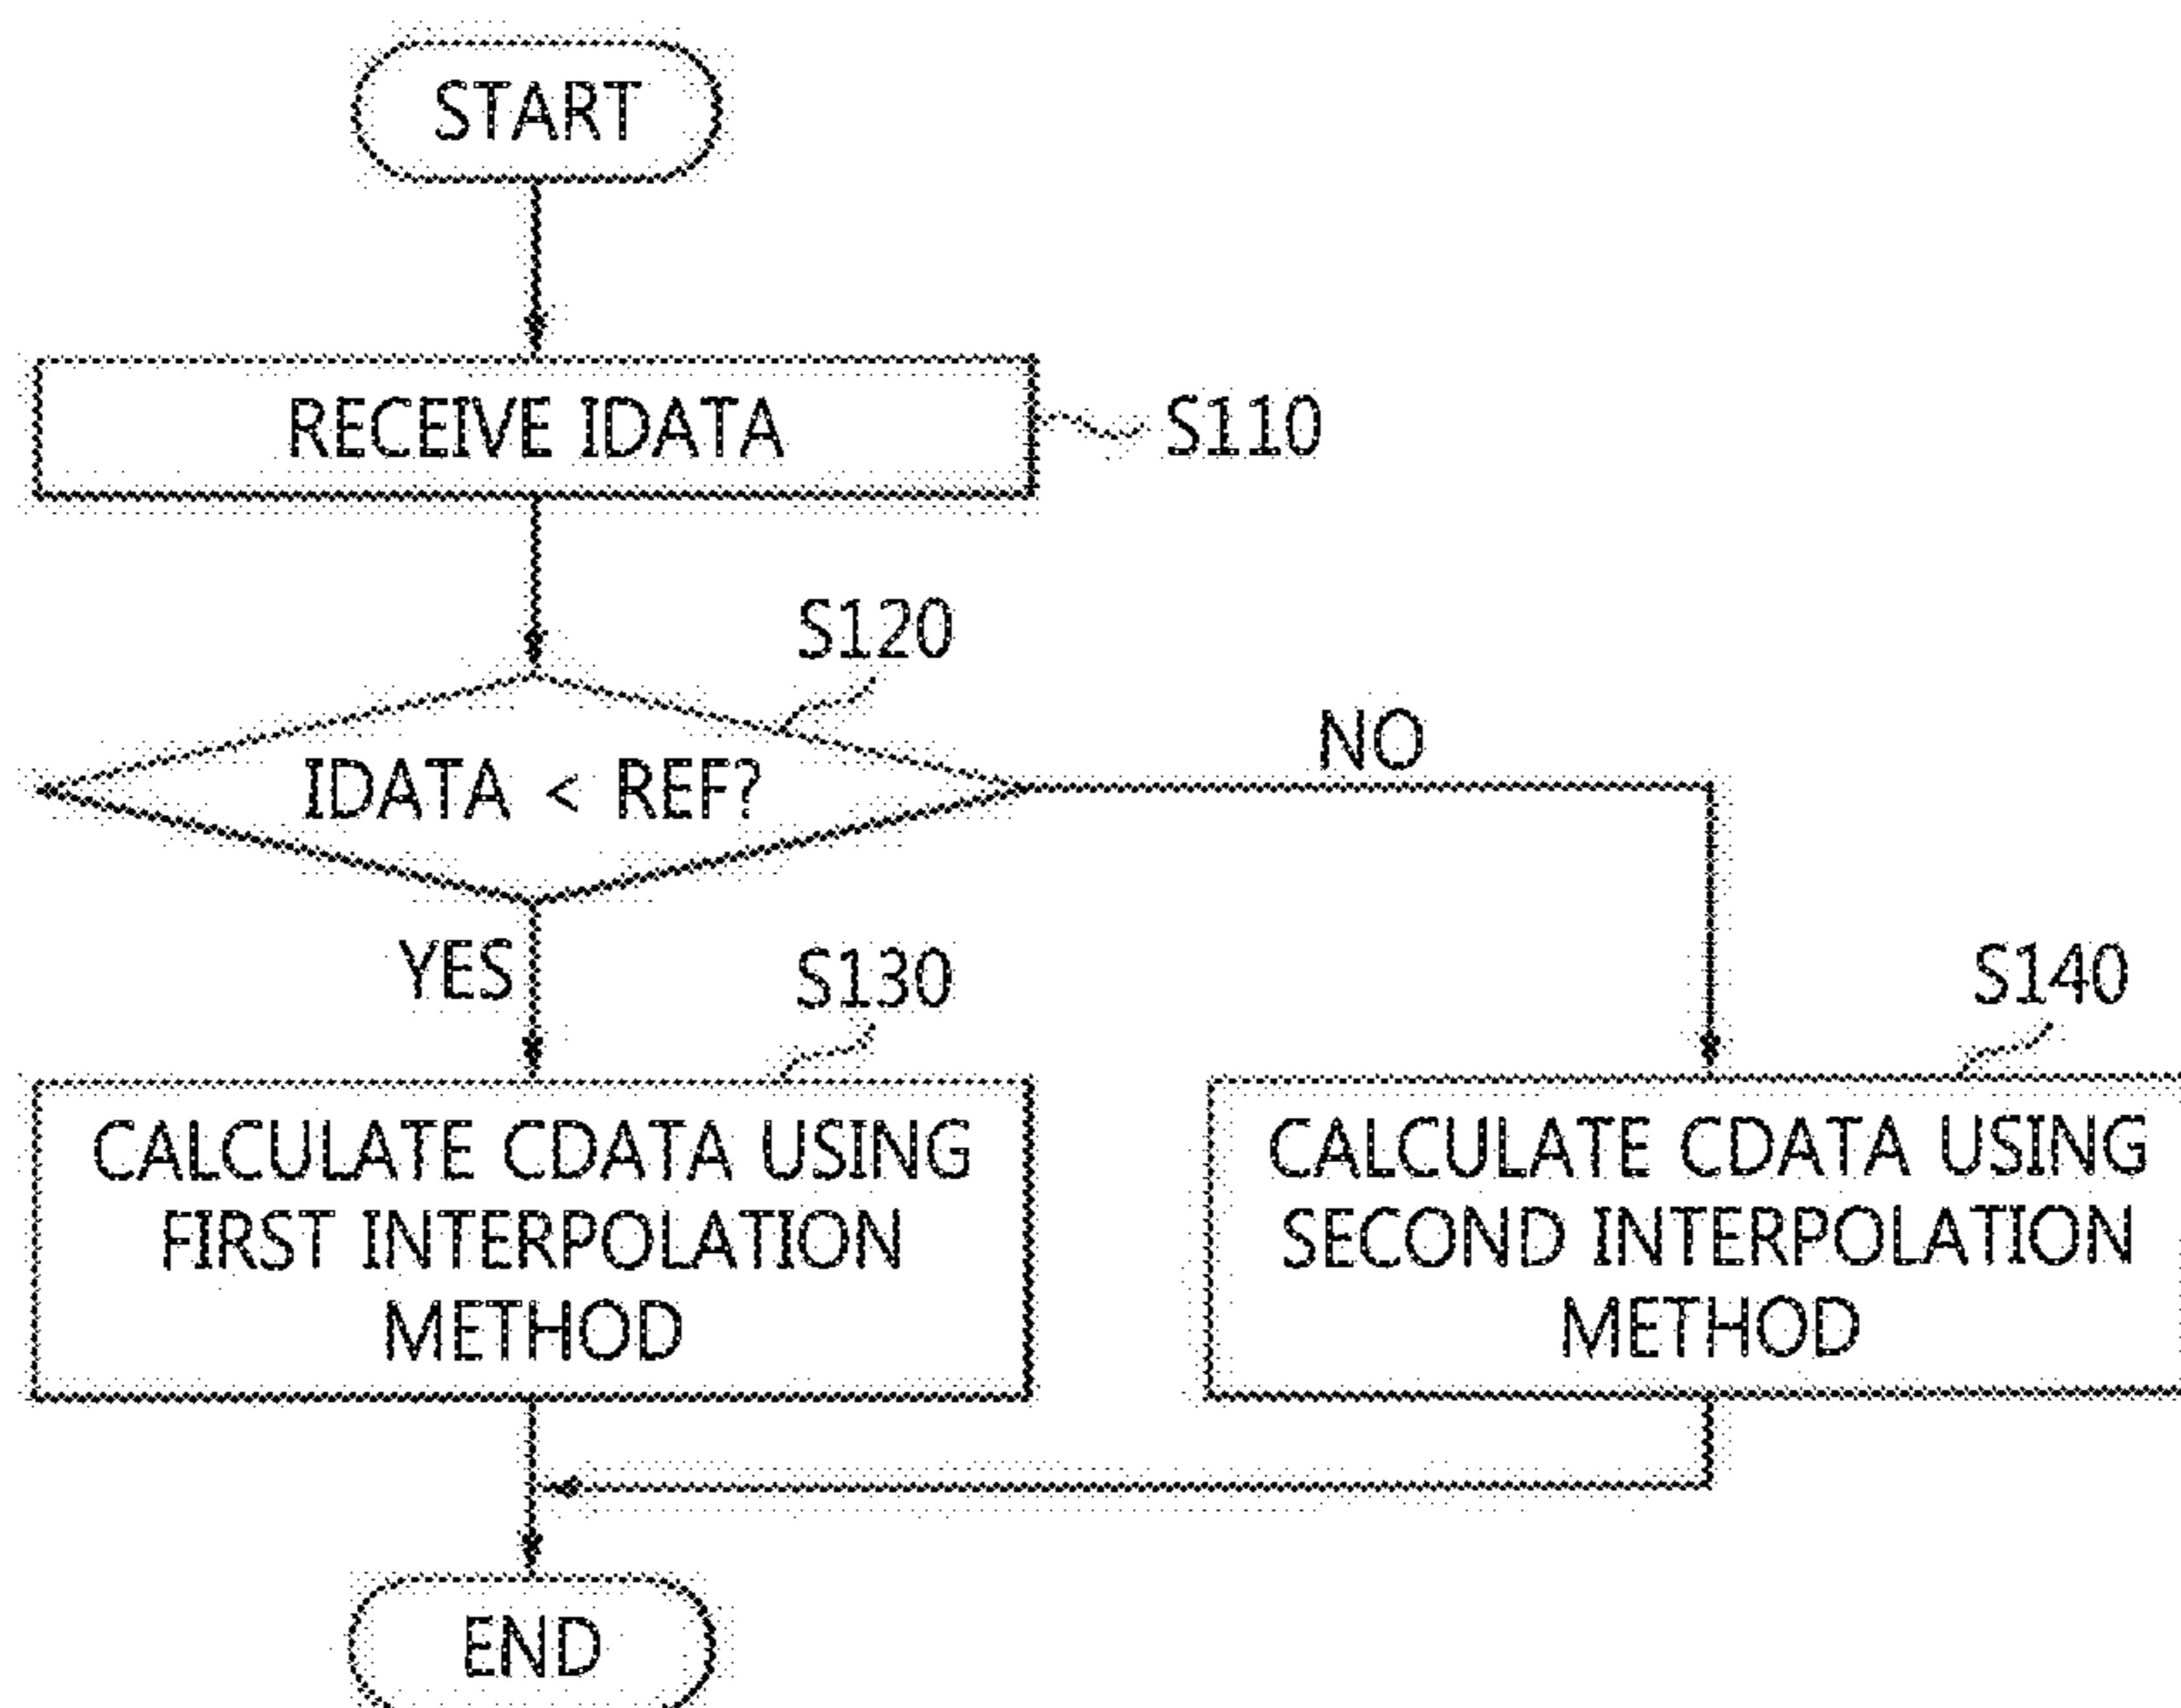 START
RECEIVE IDATA
S110
S120
IDATA < REF?
NO
YES
S130
S140
CALCULATE CDATA USING
FIRST INTERPOLATION
METHOD
CALCULATE CDATA USING
SECOND INTERPOLATION
METHOD
END